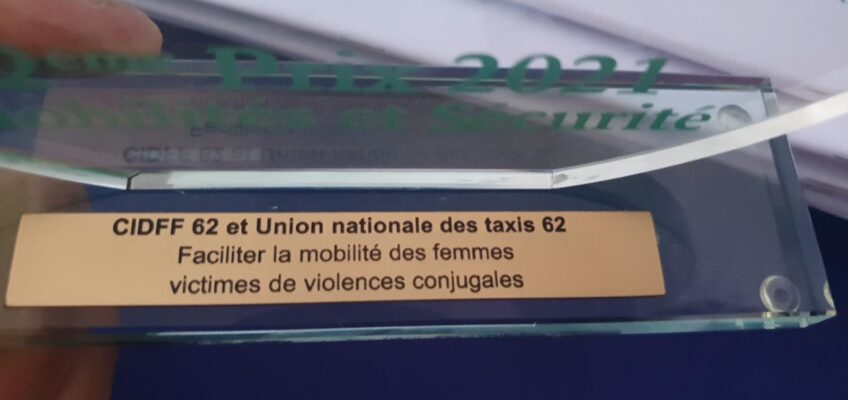 Prix 2021
Mobilités et Sécurité
CIDFF 62 et Union nationale des taxis 62
Faciliter la mobilité des femmes
victimes de violences conjugales